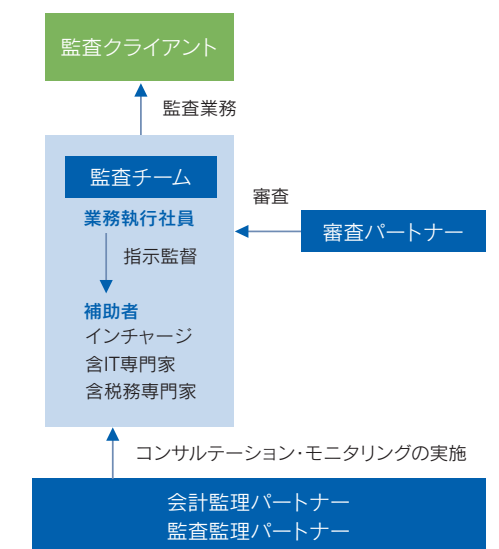 監査クライアント
監査業務
監査チーム
業務執行社員
指示監督
補助者
インチャージ
含IT専門家
含税務専門家
審査
審査パートナー
コンサルテーション・モニタリングの実施
会計監理パートナー
監査監理パートナー